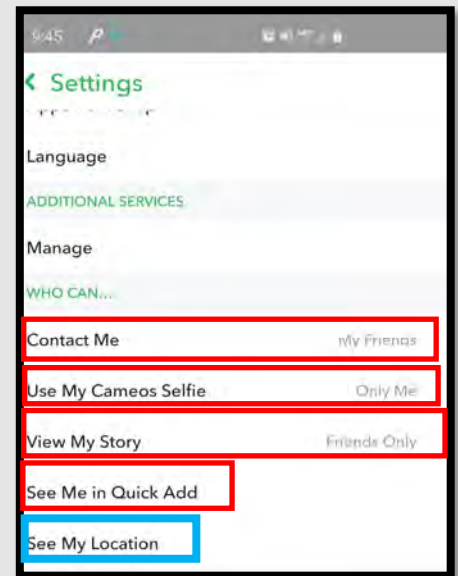 9:45
Settings
Language
ADDITIONAL SERVICES
Manage
WHO CAN...
Contact Me My Friends
Use My Cameos Selfie Only Me
View My Story Friends Only
See Me in Quick Add
See My Location